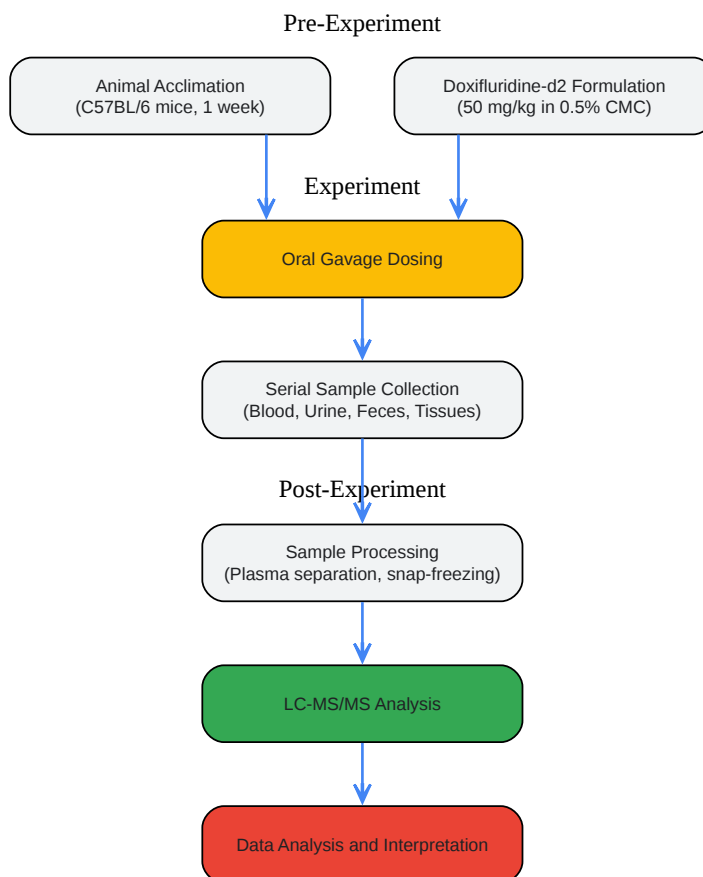 Pre-Experiment
Animal Acclimation
(C57BL/6 mice, 1 week)
Doxifluridine-d2 Formulation
(50 mg/kg in 0.5% CMC)
Experiment
Oral Gavage Dosing
Serial Sample Collection
(Blood, Urine, Feces, Tissues)
Post-Experiment
Sample Processing
(Plasma separation, snap-freezing)
LC-MS/MS Analysis
Data Analysis and Interpretation